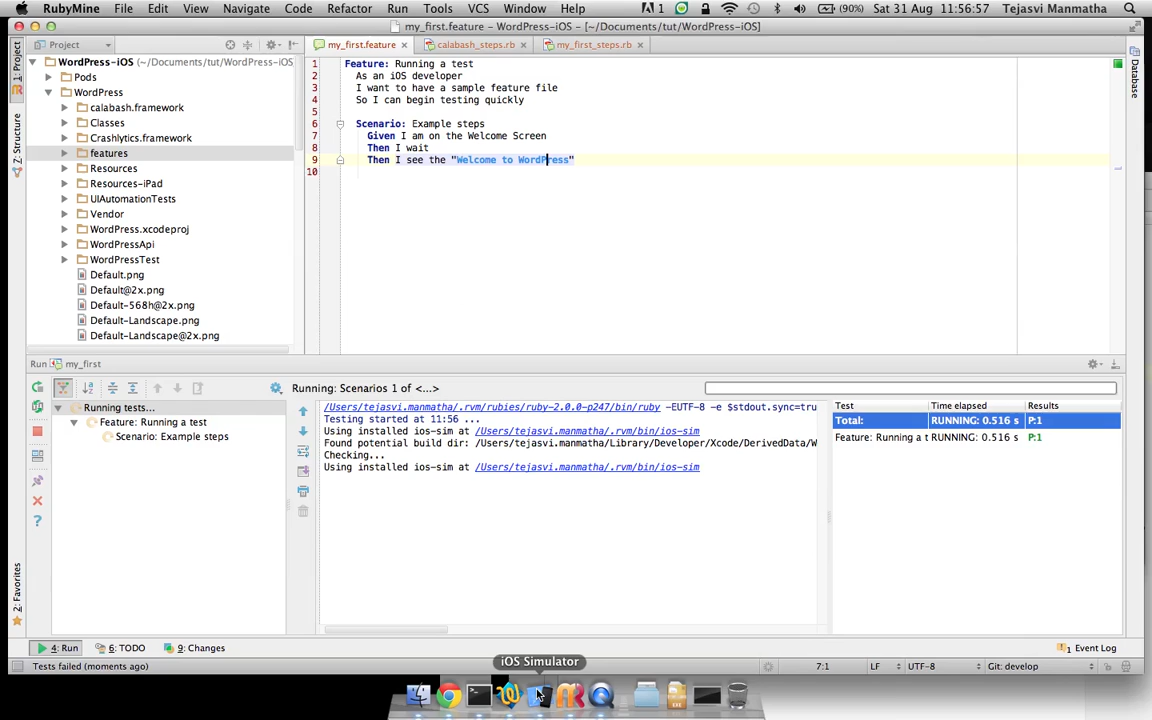 RubyMine File Edit View Navigate Code Refactor Run Tools VCS Window Help 1 (90%) Sat 31 Aug 11:56:57 Tejasvi Manmatha
my_first.feature – WordPress-iOS – [~/Documents/tut/WordPress-iOS]
Project
my_first.feature calabash_steps.rb my_first_steps.rb
1: Project
Z: Structure
2: Favorites
Database
WordPress-iOS (~/Documents/tut/WordPress-iOS
Pods
WordPress
calabash.framework
Classes
Crashlytics.framework
features
Resources
Resources-iPad
UIAutomationTests
Vendor
WordPress.xcodeproj
WordPressApi
WordPressTest
Default.png
Default@2x.png
Default-568h@2x.png
Default-Landscape.png
Default-Landscape@2x.png
1 Feature: Running a test
2 As an iOS developer
3 I want to have a sample feature file
4 So I can begin testing quickly
5
6 Scenario: Example steps
7 Given I am on the Welcome Screen
8 Then I wait
9 Then I see the "Welcome to WordPress"
10
Run my_first
Running: Scenarios 1 of <...>
Running tests...
Feature: Running a test
Scenario: Example steps
/Users/tejasvi.manmatha/.rvm/rubies/ruby-2.0.0-p247/bin/ruby -EUTF-8 -e $stdout.sync=tru
Testing started at 11:56 ...
Using installed ios-sim at /Users/tejasvi.manmatha/.rvm/bin/ios-sim
Found potential build dir: /Users/tejasvi.manmatha/Library/Developer/Xcode/DerivedData/W
Checking...
Using installed ios-sim at /Users/tejasvi.manmatha/.rvm/bin/ios-sim
Test Time elapsed Results
Total: RUNNING: 0.516 s P:1
Feature: Running a t RUNNING: 0.516 s P:1
4: Run 6: TODO 9: Changes 1 Event Log
iOS Simulator
Tests failed (moments ago) 7:1 LF UTF-8 Git: develop